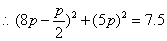 ∴ (8p − p/2)² + (5p)² = 7.5